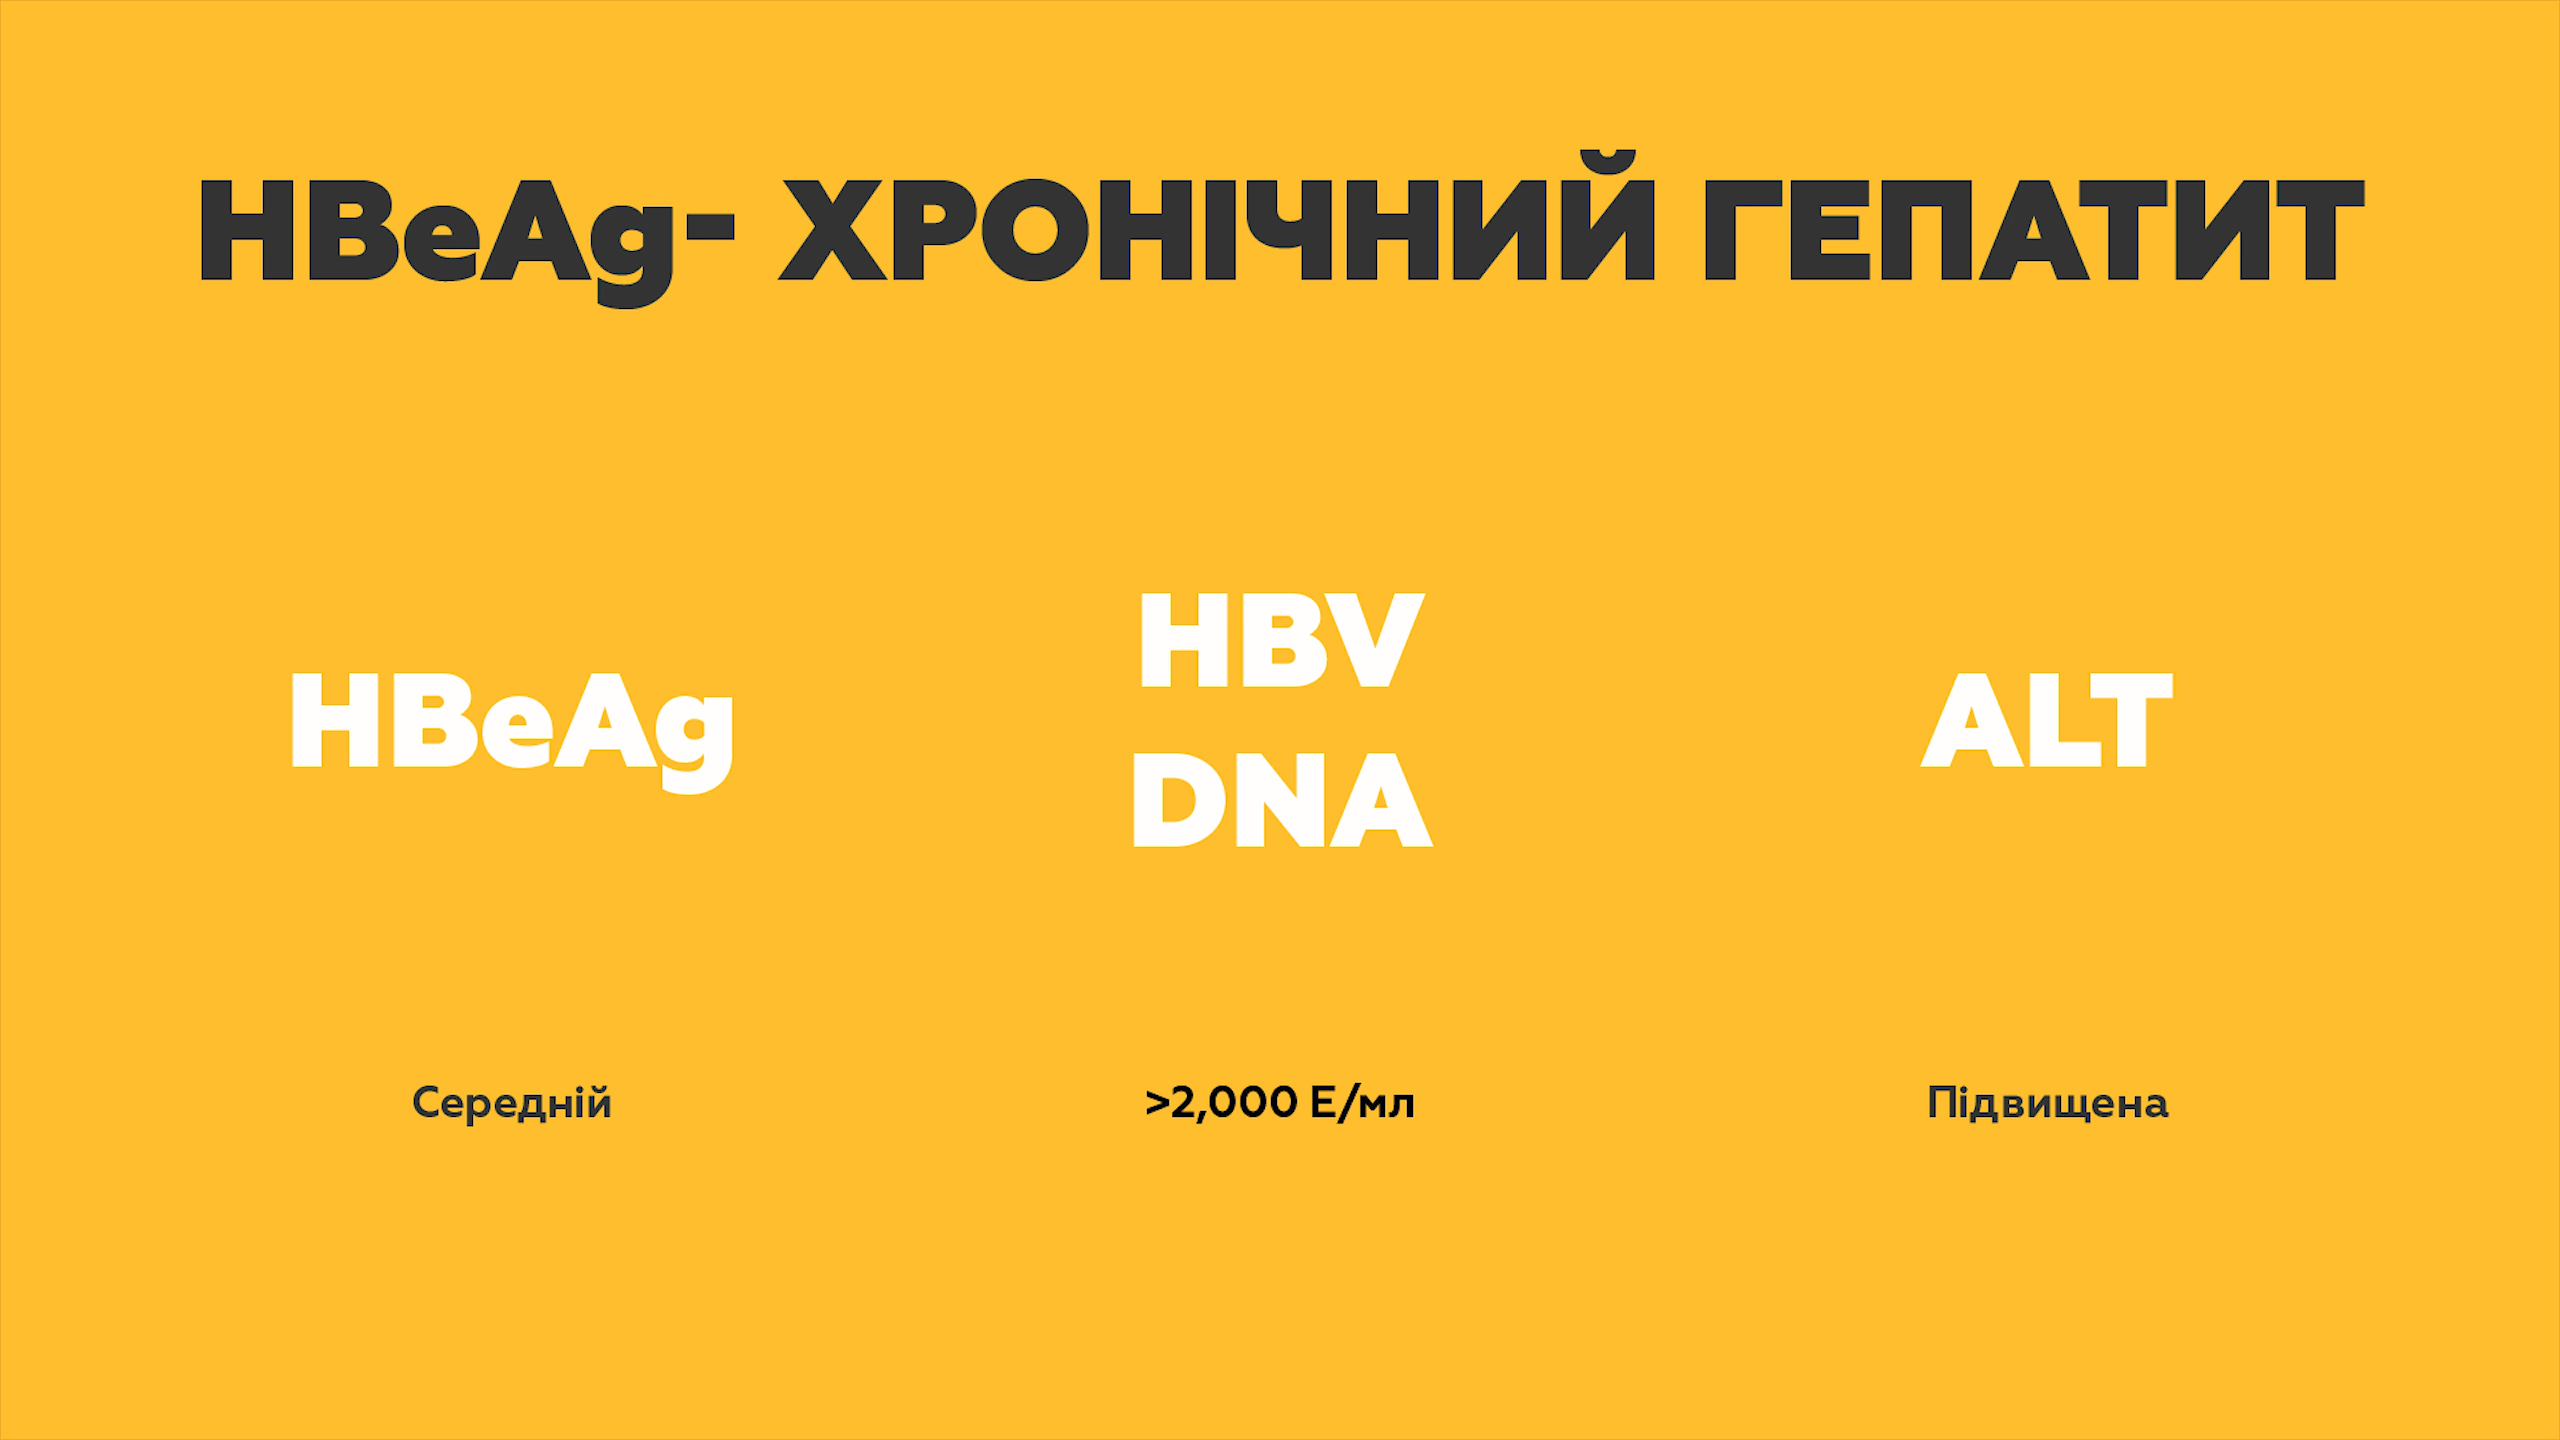 HBeAg- ХРОНІЧНИЙ ГЕПАТИТ
HBeAg
HBV
DNA
ALT
Середній
>2,000 Е/мл
Підвищена